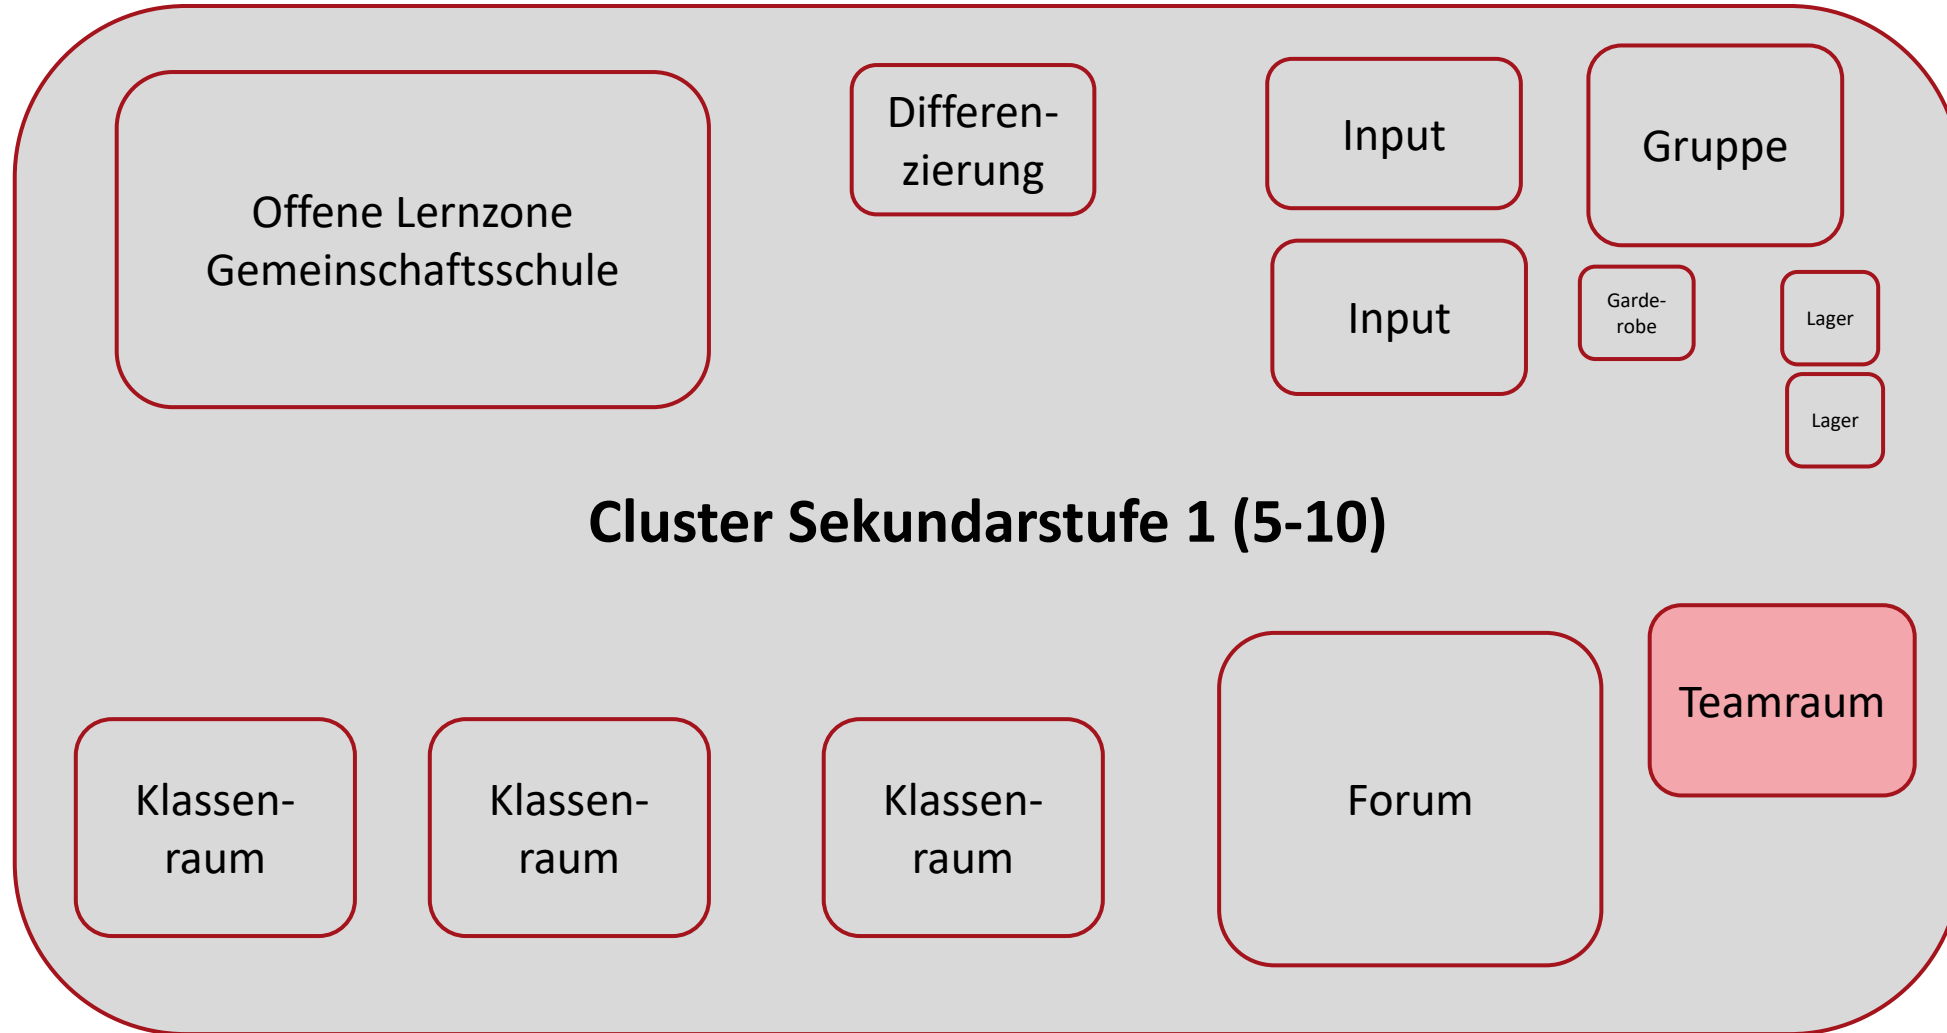 Offene Lernzone
Gemeinschaftsschule
Differen-
zierung
Input
Gruppe
Input
Garde-
robe
Lager
Lager
Cluster Sekundarstufe 1 (5-10)
Klassen-
raum
Klassen-
raum
Klassen-
raum
Forum
Teamraum